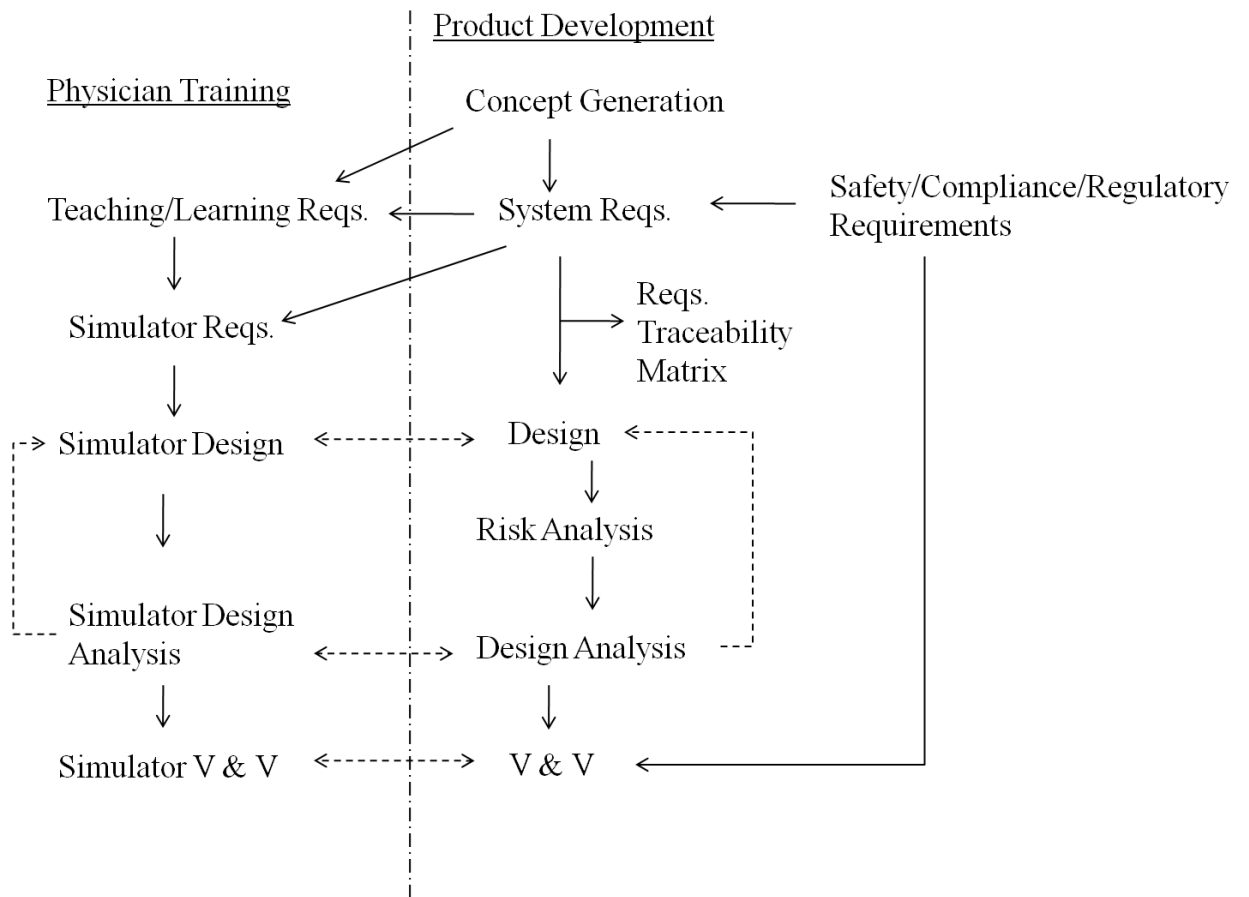 Product Development
Physician Training
Concept Generation
Teaching/Learning Reqs.
System Reqs.
Safety/Compliance/Regulatory
Requirements
Simulator Reqs.
Reqs.
Traceability
Matrix
Simulator Design
Design
Risk Analysis
Simulator Design
Analysis
Design Analysis
Simulator V & V
V & V